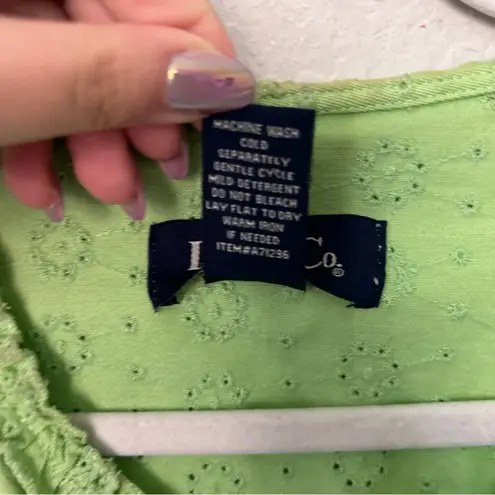 MACHINE WASH
COLD
SEPARATELY
GENTLE CYCLE
MILD DETERGENT
DO NOT BLEACH
LAY FLAT TO DRY
WARM IRON
IF NEEDED
ITEM#A71296
Co.®